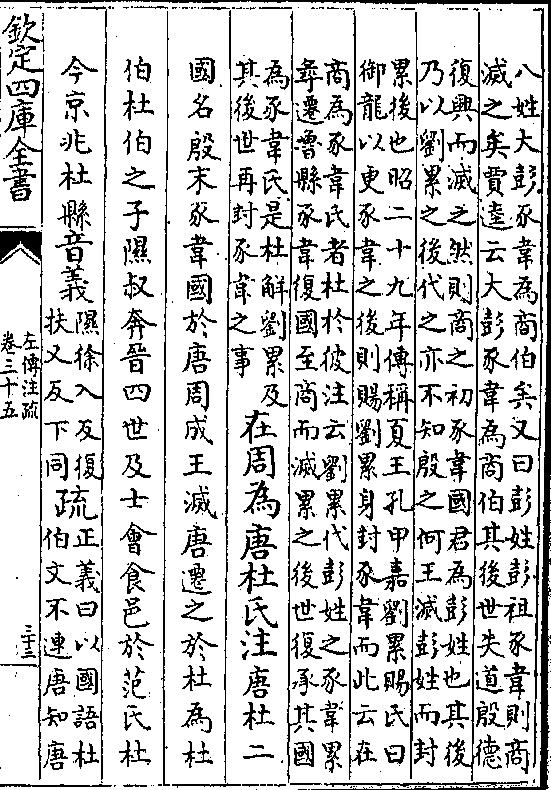 八姓大彭豕韋為商伯矣又曰彭姓彭祖豕韋則商
滅之矣賈逵云大彭豕韋為商伯其後世失道殷德
復興而滅之然則商之初豕韋國君為彭姓也其後
乃以劉累之後代之亦不知殷之何王滅彭姓而封
累後也昭二十九年傳稱夏王孔甲嘉劉累賜氏曰
御龍以更豕韋之後則賜劉累身封豕韋而此云在
商為豕韋氏者杜於彼注云劉累代彭姓之豕韋累
尋遷魯縣豕韋復國至商而滅累之後世復承其國
為豕韋氏是杜解劉累及
其後世再封豕韋之事
在周為唐杜氏注唐杜二
國名殷末豕韋國於唐周成王滅唐遷之於杜為杜
伯杜伯之子隰叔奔晉四世及士會食邑於范氏杜
今京兆杜縣音義
隰徐入反復
扶又反下同
疏
正義曰以國語杜
伯文不連唐知唐
欽定四庫全書
左傳注疏
卷三十五
三十三